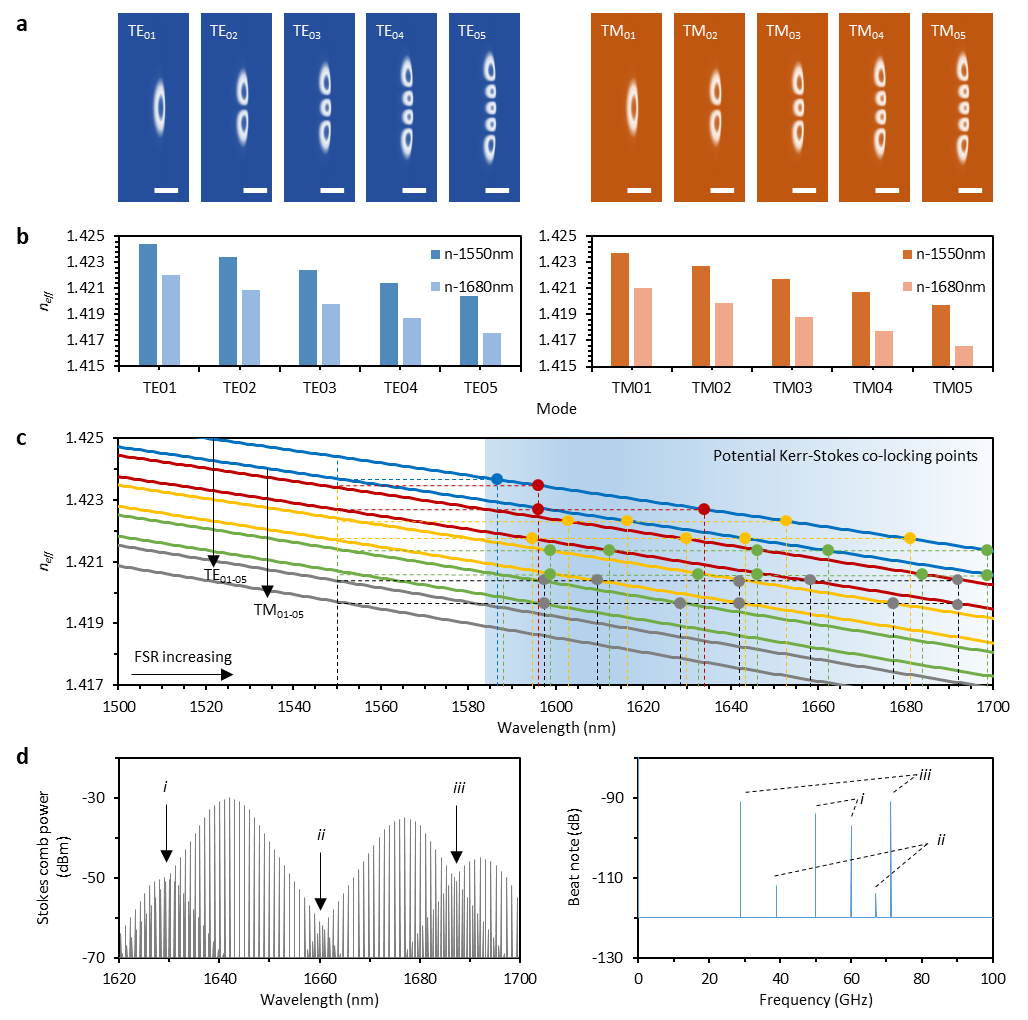 a
TE01 TE02 TE03 TE04 TE05 TM01 TM02 TM03 TM04 TM05
b
1.425 1.425
1.423 1.423
1.421 1.421
1.419 1.419
1.417 1.417
1.415 1.415
neff
n-1550nm n-1550nm
n-1680nm n-1680nm
TE01 TE02 TE03 TE04 TE05 TM01 TM02 TM03 TM04 TM05
Mode
c
1.425
1.423
1.421
1.419
1.417
neff
Potential Kerr-Stokes co-locking points
TE01-05
TM01-05
FSR increasing
1500 1520 1540 1560 1580 1600 1620 1640 1660 1680 1700
Wavelength (nm)
d
Stokes comb power
(dBm)
-30
-50
-70
i
ii
iii
1620 1640 1660 1680 1700
Wavelength (nm)
Beat note (dB)
-90
-110
-130
iii
i
ii
0 20 40 60 80 100
Frequency (GHz)